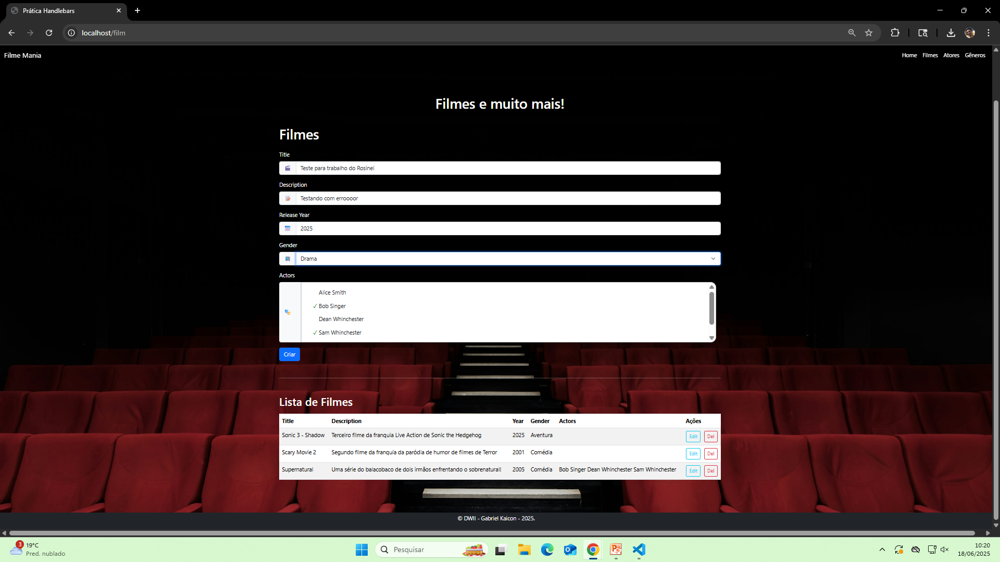 Prática Handlebars
localhost/film
Filme Mania
Home Filmes Atores Gêneros
Filmes e muito mais!
Filmes
Title
Teste para trabalho do Rosinei
Description
Testando com erroooor
Release Year
2025
Gender
Drama
Actors
Alice Smith
✓ Bob Singer
Dean Whinchester
✓ Sam Whinchester
Criar
Lista de Filmes
Title Description Year Gender Actors Ações
Sonic 3 - Shadow Terceiro filme da franquia Live Action de Sonic the Hedgehog 2025 Aventura Edit Del
Scary Movie 2 Segundo filme da franquia da paródia de humor de filmes de Terror 2001 Comédia Edit Del
Supernatural Uma série do balacobaco de dois irmãos enfrentando o sobrenatural! 2005 Comédia Bob Singer Dean Whinchester Sam Whinchester Edit Del
© DWII - Gabriel Kaicon - 2025.
3
19°C
Pred. nublado
Pesquisar
10:20
18/06/2025